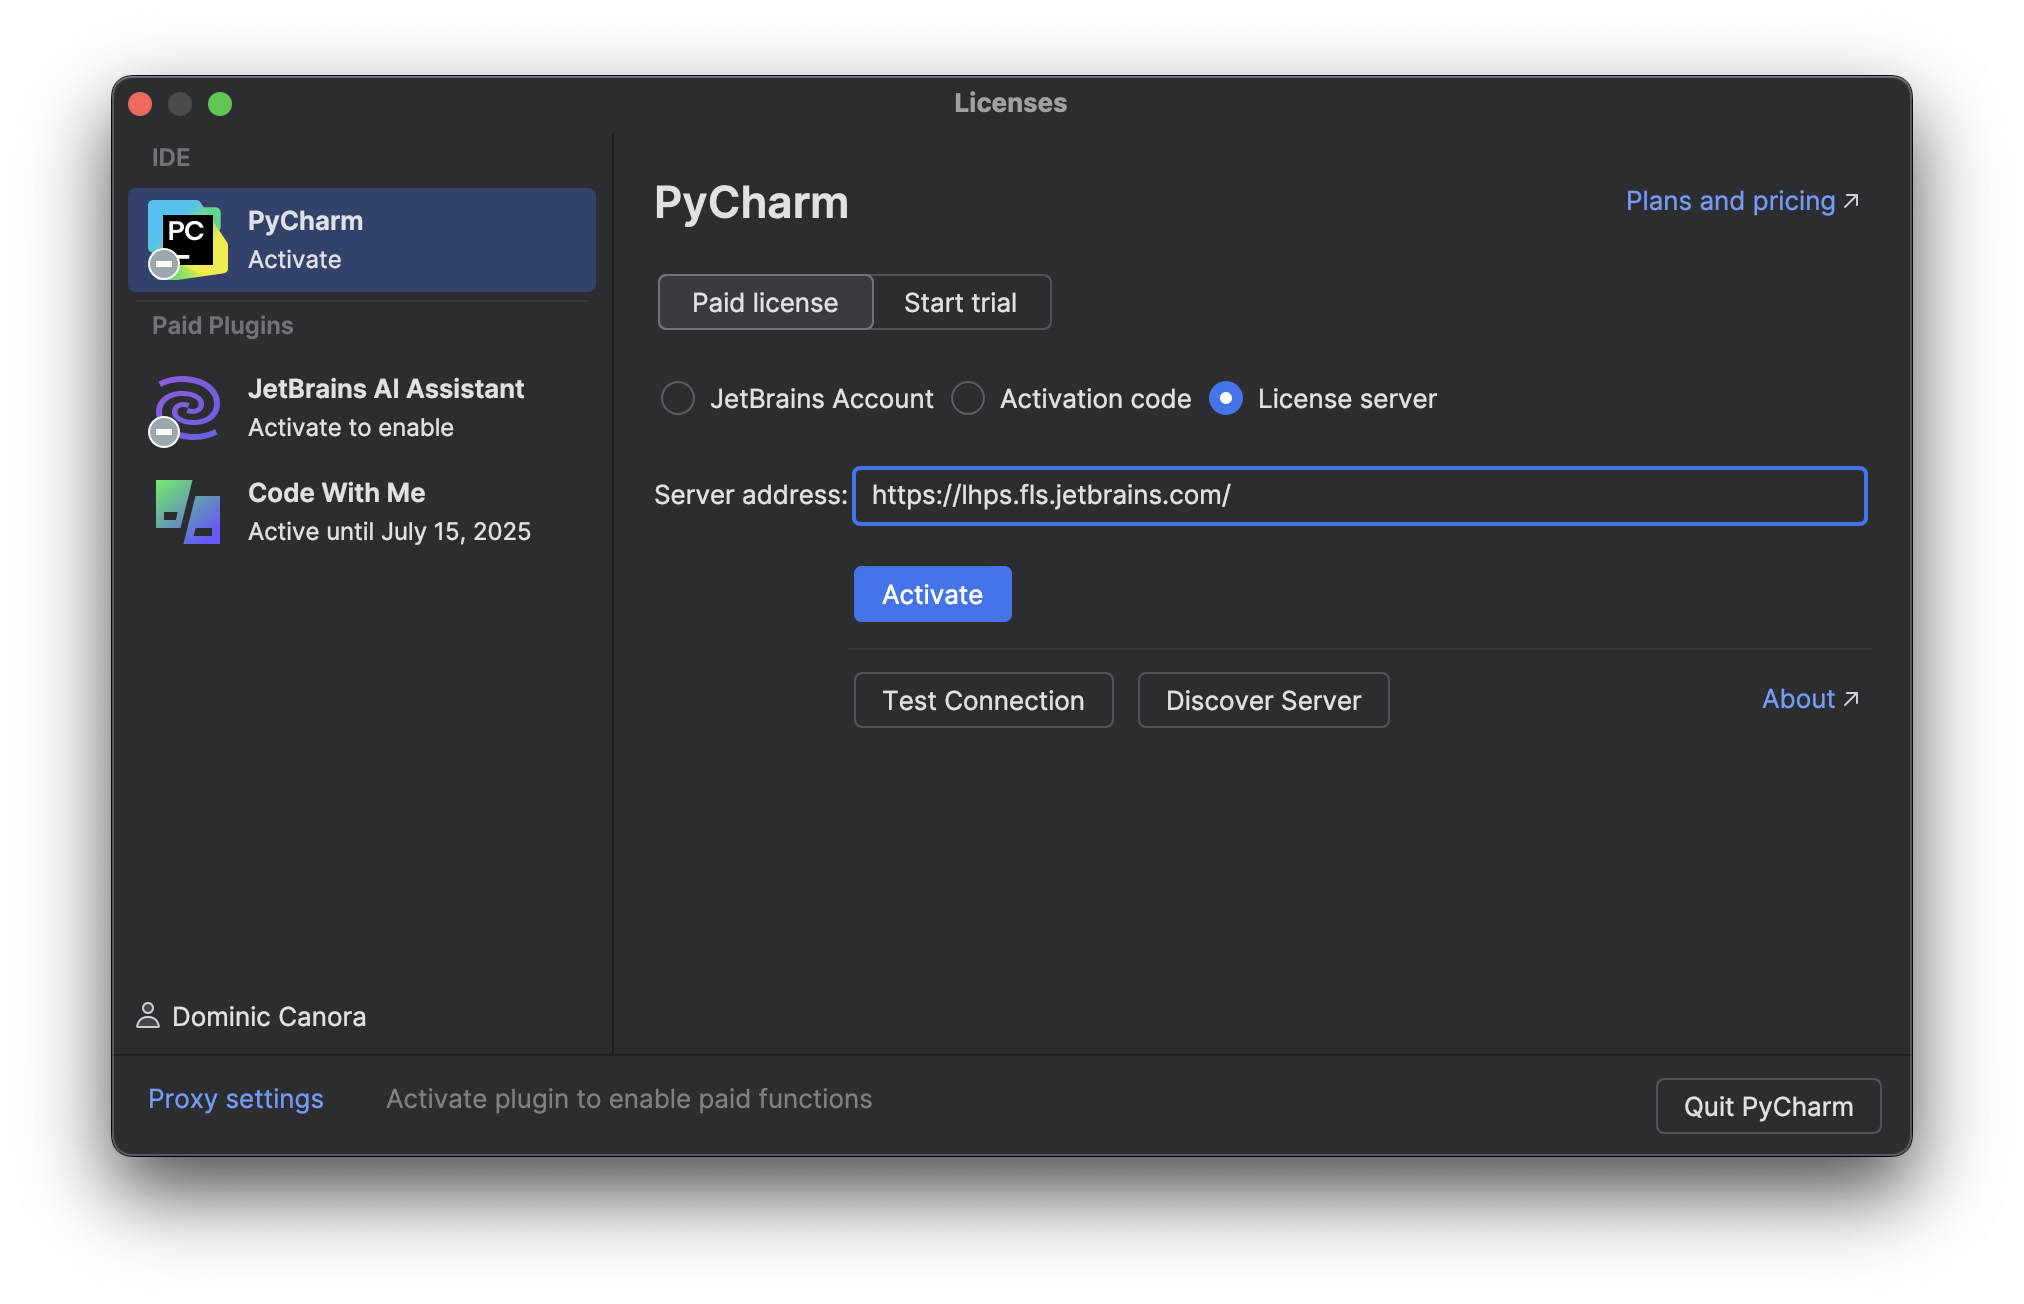 Licenses
IDE
PC
PyCharm
Activate
Paid Plugins
JetBrains AI Assistant
Activate to enable
Code With Me
Active until July 15, 2025
Dominic Canora
PyCharm
Plans and pricing
Paid license
Start trial
JetBrains Account
Activation code
License server
Server address:
https://lhps.fls.jetbrains.com/
Activate
Test Connection
Discover Server
About
Proxy settings
Activate plugin to enable paid functions
Quit PyCharm